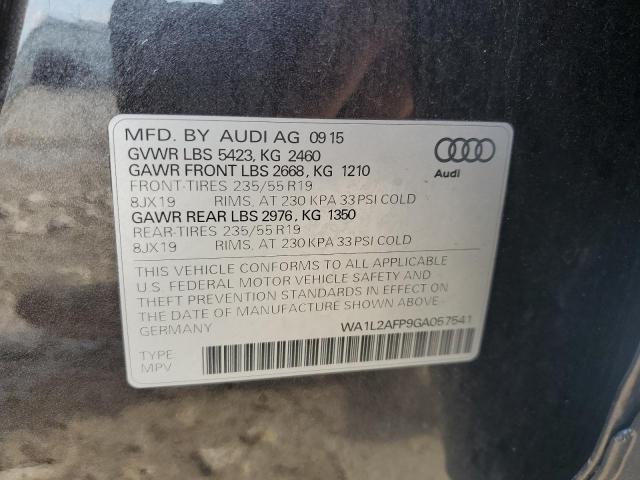 MFD. BY AUDI AG 09 15
GVWR LBS 5423, KG 2460
GAWR FRONT LBS 2668, KG 1210
FRONT-TIRES 235/55 R19
8JX19 RIMS, AT 230 KPA 33 PSI COLD
GAWR REAR LBS 2976, KG 1350
REAR-TIRES 235/55 R19
8JX19 RIMS, AT 230 KPA 33 PSI COLD
Audi
THIS VEHICLE CONFORMS TO ALL APPLICABLE
U.S. FEDERAL MOTOR VEHICLE SAFETY AND
THEFT PREVENTION STANDARDS IN EFFECT ON
THE DATE OF MANUFACTURE SHOWN ABOVE.-
GERMANY
WA1L2AFP9GA057541
TYPE
MPV